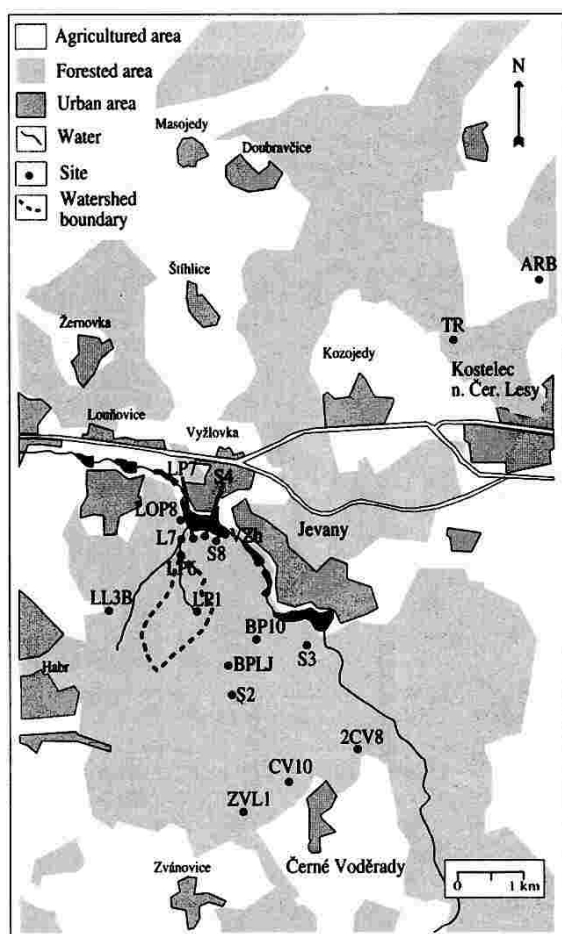 Agricultured area
Forested area
Urban area
Water
Site
Watershed
boundary
N
Masojedy
Doubravčice
ARB
Štíhlice
TR
Žernovka
Kozojedy
Kostelec
n. Čer. Lesy
Louňovice
Vyžlovka
LP7
S4
LOP8
Jevany
L7
S8
LP6
LL3B
LP1
BP10
S3
Habr
BPLJ
S2
2CV8
CV10
ZVL1
Černé Voděrady
Zvánovice
0 1 km